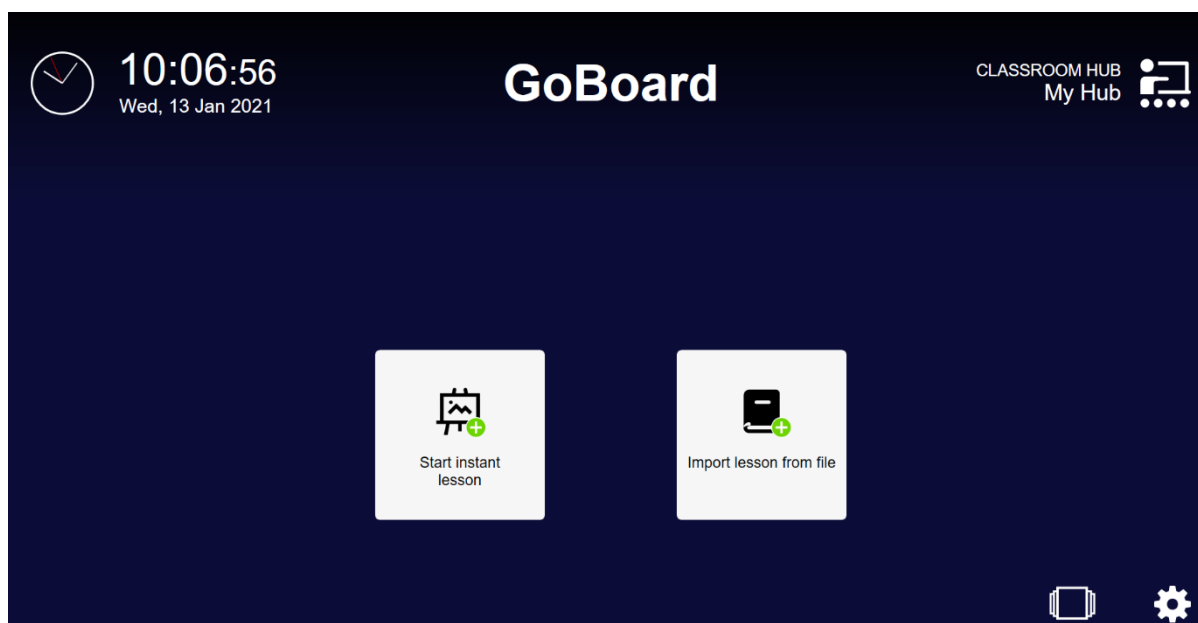 10:06:56
Wed, 13 Jan 2021
GoBoard
CLASSROOM HUB
My Hub
Start instant
lesson
Import lesson from file